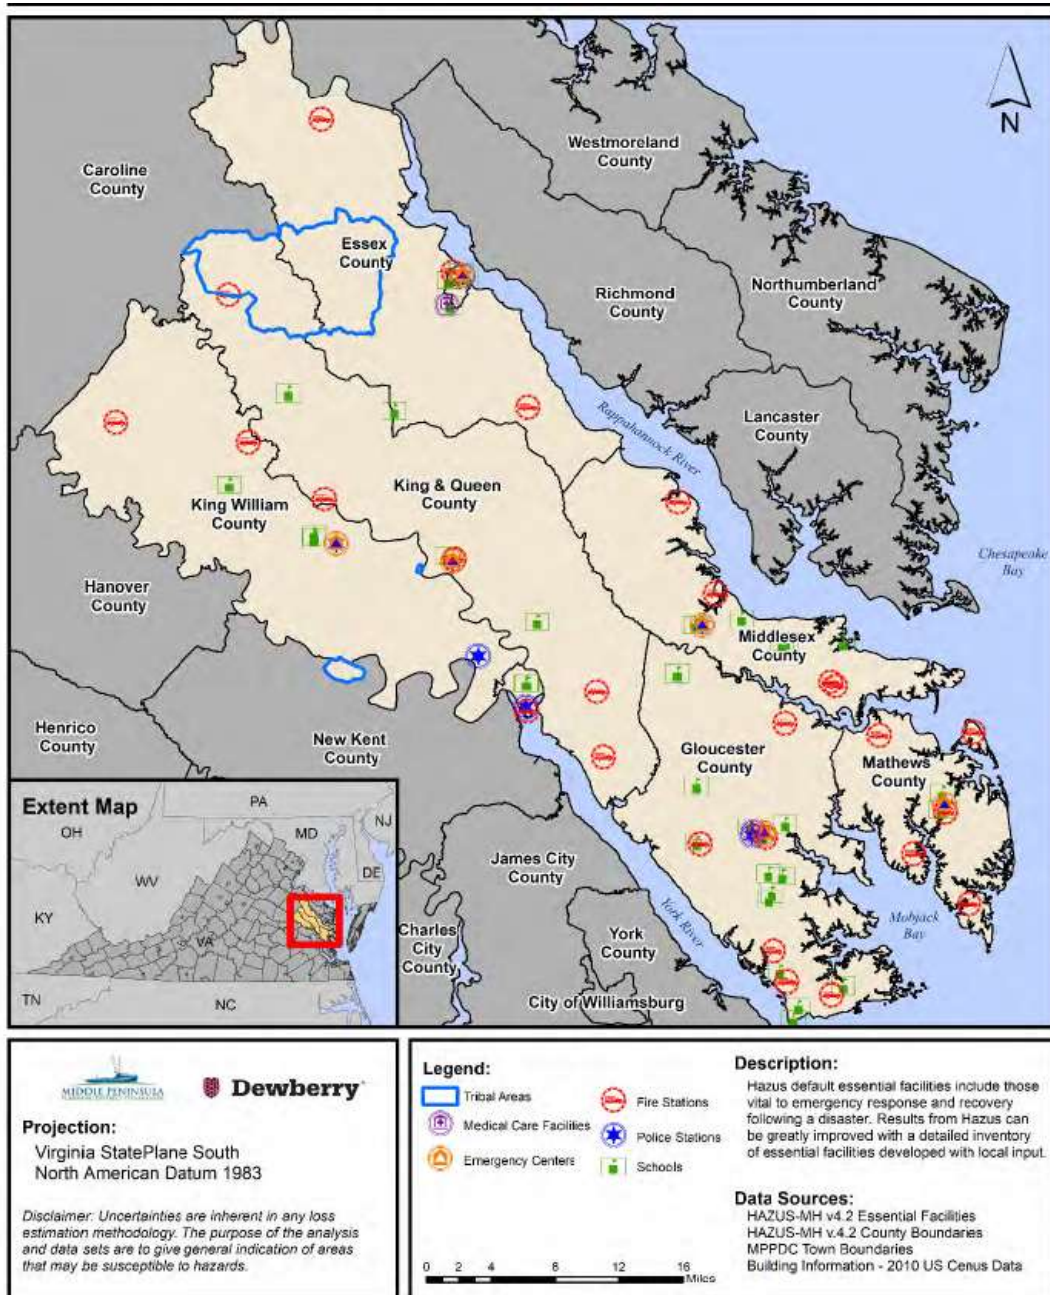 N
Westmoreland
County
Caroline
County
Essex
County
Richmond
County
Northumberland
County
Lancaster
County
Rappahannock River
King & Queen
County
King William
County
Chesapeake
Bay
Hanover
County
Middlesex
County
Henrico
County
New Kent
County
Gloucester
County
Mathews
County
James City
County
York River
Mobjack
Bay
Charles
City
County
York
County
City of Williamsburg
Extent Map
PA
OH
MD
NJ
DE
WV
KY
VA
TN
NC
MIDDLE PENINSULA
Dewberry
Projection:
Virginia StatePlane South
North American Datum 1983
Disclaimer: Uncertainties are inherent in any loss
estimation methodology. The purpose of the analysis
and data sets are to give general indication of areas
that may be susceptible to hazards.
Legend:
Tribal Areas
Medical Care Facilities
Emergency Centers
Fire Stations
Police Stations
Schools
0 2 4 8 12 16
Miles
Description:
Hazus default essential facilities include those
vital to emergency response and recovery
following a disaster. Results from Hazus can
be greatly improved with a detailed inventory
of essential facilities developed with local input.
Data Sources:
HAZUS-MH v4.2 Essential Facilities
HAZUS-MH v.4.2 County Boundaries
MPPDC Town Boundaries
Building Information - 2010 US Cenus Data